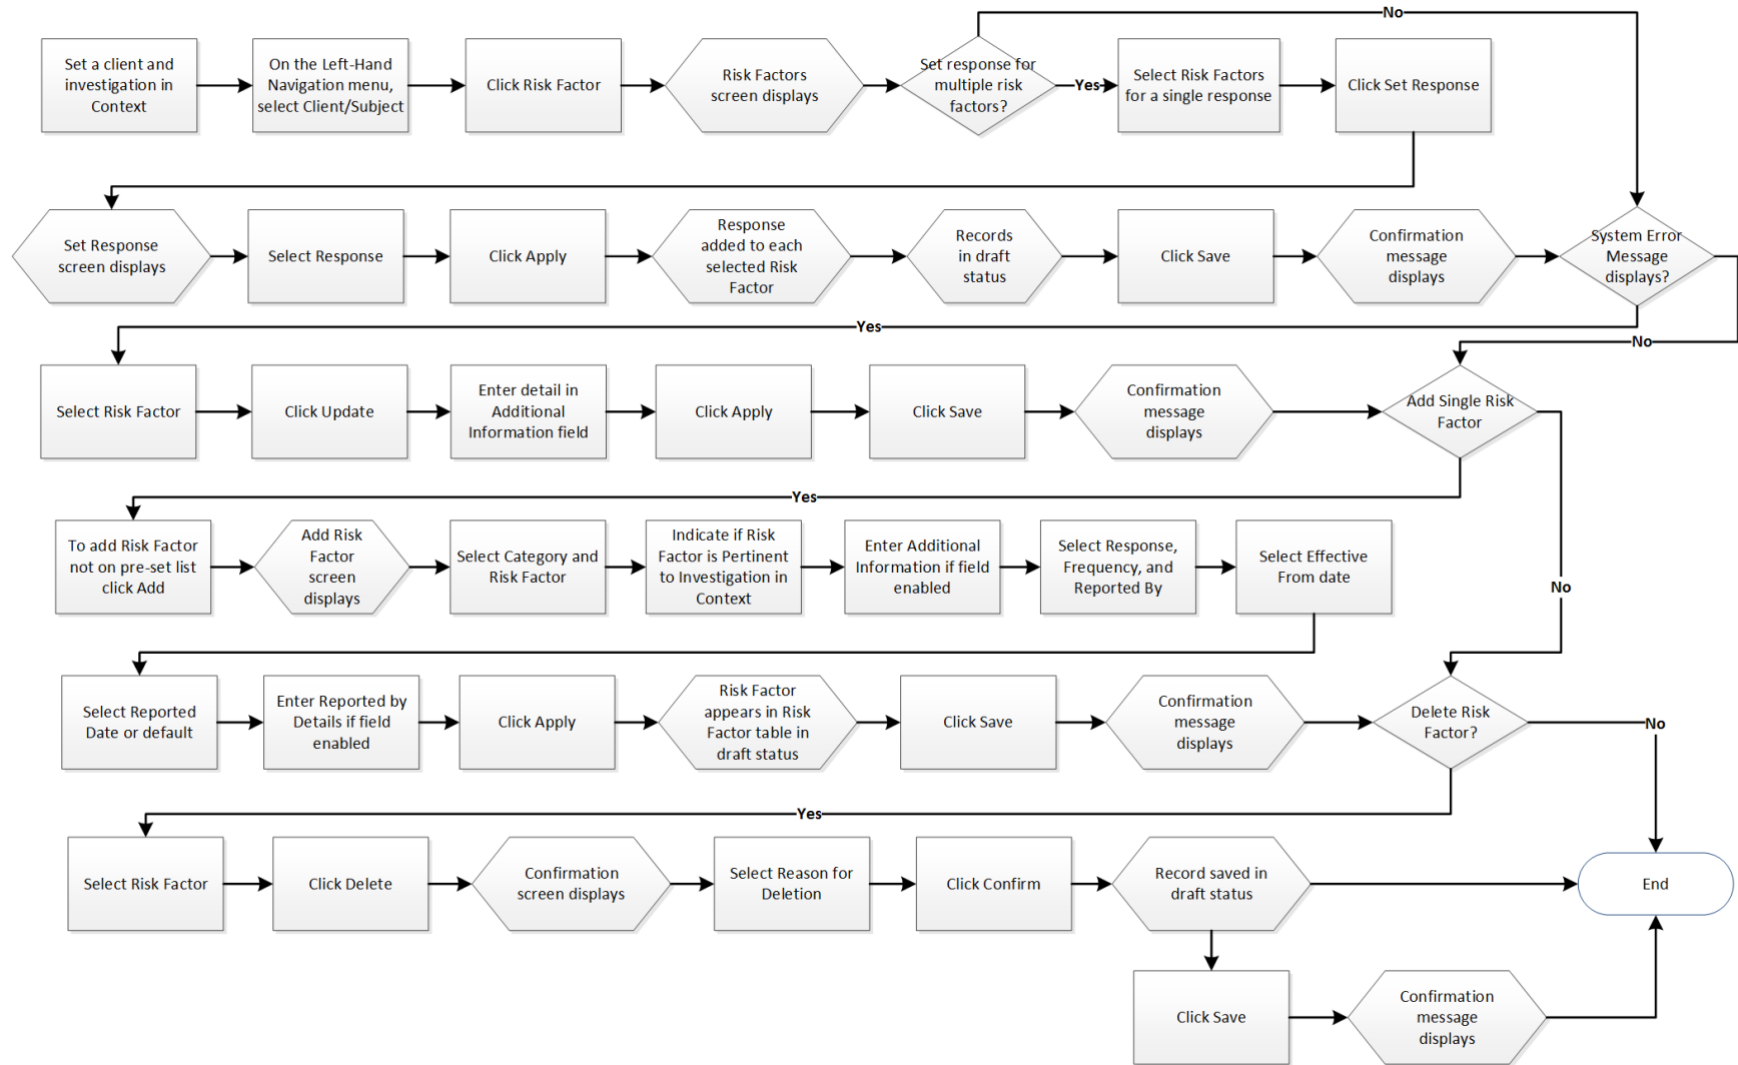 No
Set a client and
investigation in
Context
On the Left-Hand
Navigation menu,
select Client/Subject
Click Risk Factor
Risk Factors
screen displays
Set response for
multiple risk
factors?
Yes
Select Risk Factors
for a single response
Click Set Response
Set Response
screen displays
Select Response
Click Apply
Response
added to each
selected Risk
Factor
Records
in draft
status
Click Save
Confirmation
message
displays
System Error
Message
displays?
Yes
No
Select Risk Factor
Click Update
Enter detail in
Additional
Information field
Click Apply
Click Save
Confirmation
message
displays
Add Single Risk
Factor
Yes
No
To add Risk Factor
not on pre-set list
click Add
Add Risk
Factor
screen
displays
Select Category and
Risk Factor
Indicate if Risk
Factor is Pertinent
to Investigation in
Context
Enter Additional
Information if field
enabled
Select Response,
Frequency, and
Reported By
Select Effective
From date
Select Reported
Date or default
Enter Reported by
Details if field
enabled
Click Apply
Risk Factor
appears in Risk
Factor table in
draft status
Click Save
Confirmation
message
displays
Delete Risk
Factor?
No
Yes
Select Risk Factor
Click Delete
Confirmation
screen displays
Select Reason for
Deletion
Click Confirm
Record saved in
draft status
End
Click Save
Confirmation
message
displays